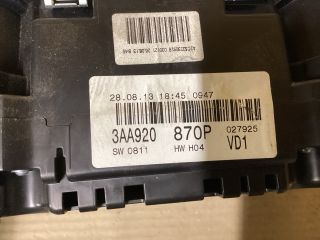 28.08.13 18:45 0947
3AA920 870P 027925
SW 0811 HW H04 VD1